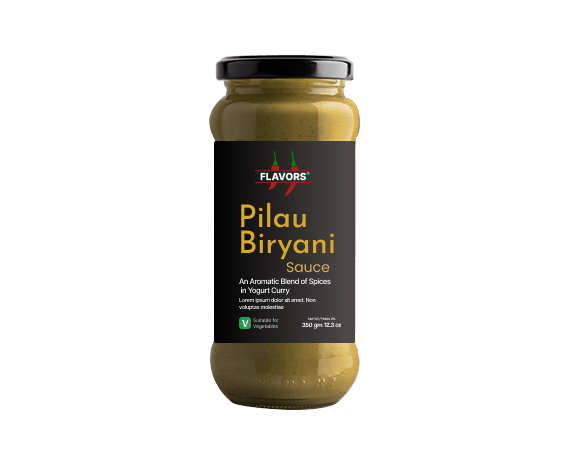 FLAVORS®
Pilau
Biryani
Sauce
An Aromatic Blend of Spices
in Yogurt Curry
Lorem ipsum dolor sit amet. Non
voluptas molestiae
V
Suitable for
Vegetables
350 gm 12.3 oz